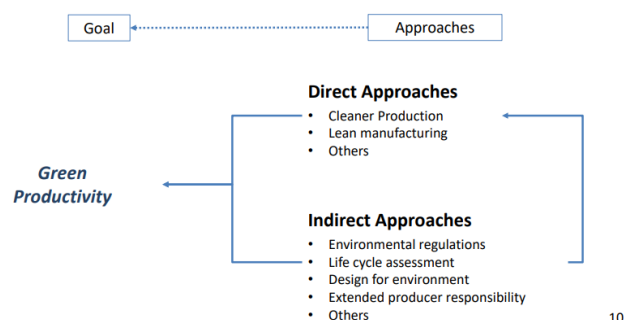 Goal
Approaches
Direct Approaches
• Cleaner Production
• Lean manufacturing
• Others
Green
Productivity
Indirect Approaches
• Environmental regulations
• Life cycle assessment
• Design for environment
• Extended producer responsibility
• Others
10